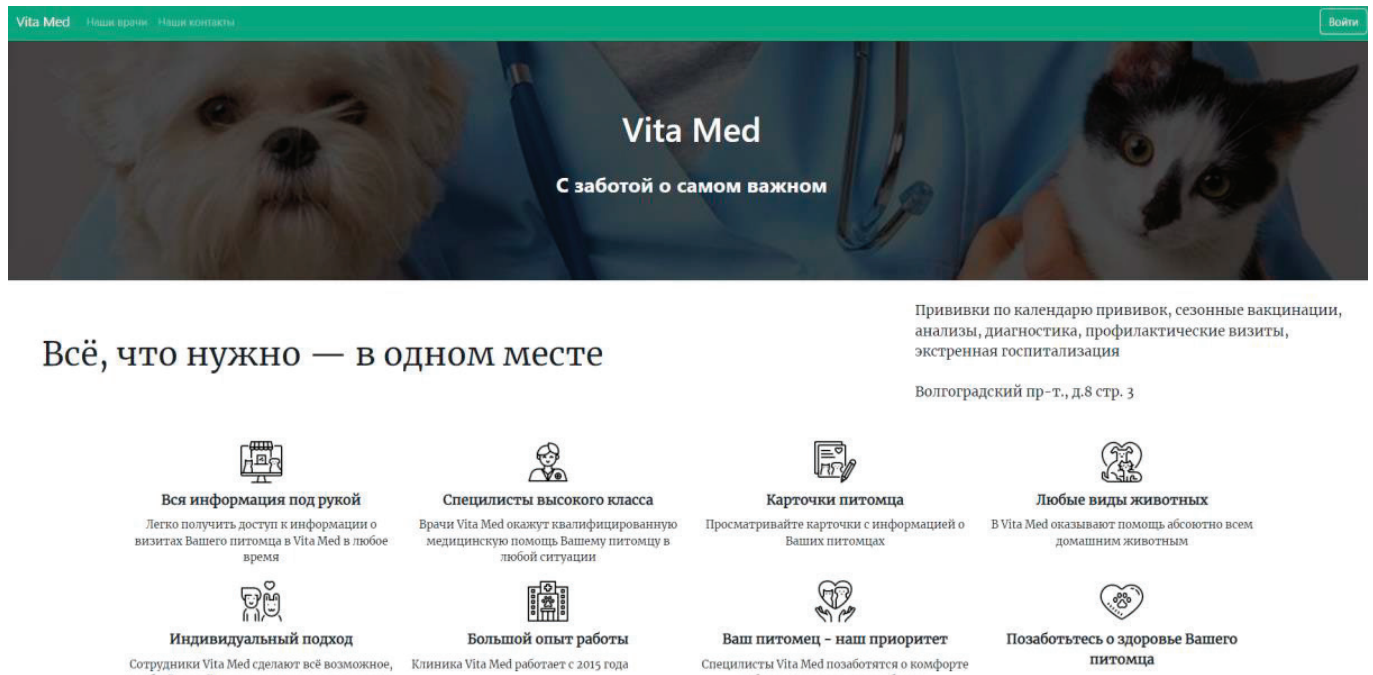 Vita Med Наши врачи Наши контакты Войти
Vita Med
С заботой о самом важном
Всё, что нужно — в одном месте
Прививки по календарю прививок, сезонные вакцинации,
анализы, диагностика, профилактические визиты,
экстренная госпитализация
Волгоградский пр-т., д.8 стр. 3
Вся информация под рукой
Легко получить доступ к информации о
визитах Вашего питомца в Vita Med в любое
время
Специлисты высокого класса
Врачи Vita Med окажут квалифицированную
медицинскую помощь Вашему питомцу в
любой ситуации
Карточки питомца
Просматривайте карточки с информацией о
Ваших питомцах
Любые виды животных
В Vita Med оказывают помощь абсоютно всем
домашним животным
Индивидуальный подход
Сотрудники Vita Med сделают всё возможное,
Большой опыт работы
Клиника Vita Med работает с 2015 года
Ваш питомец - наш приоритет
Специлисты Vita Med позаботятся о комфорте
Позаботьтесь о здоровье Вашего
питомца